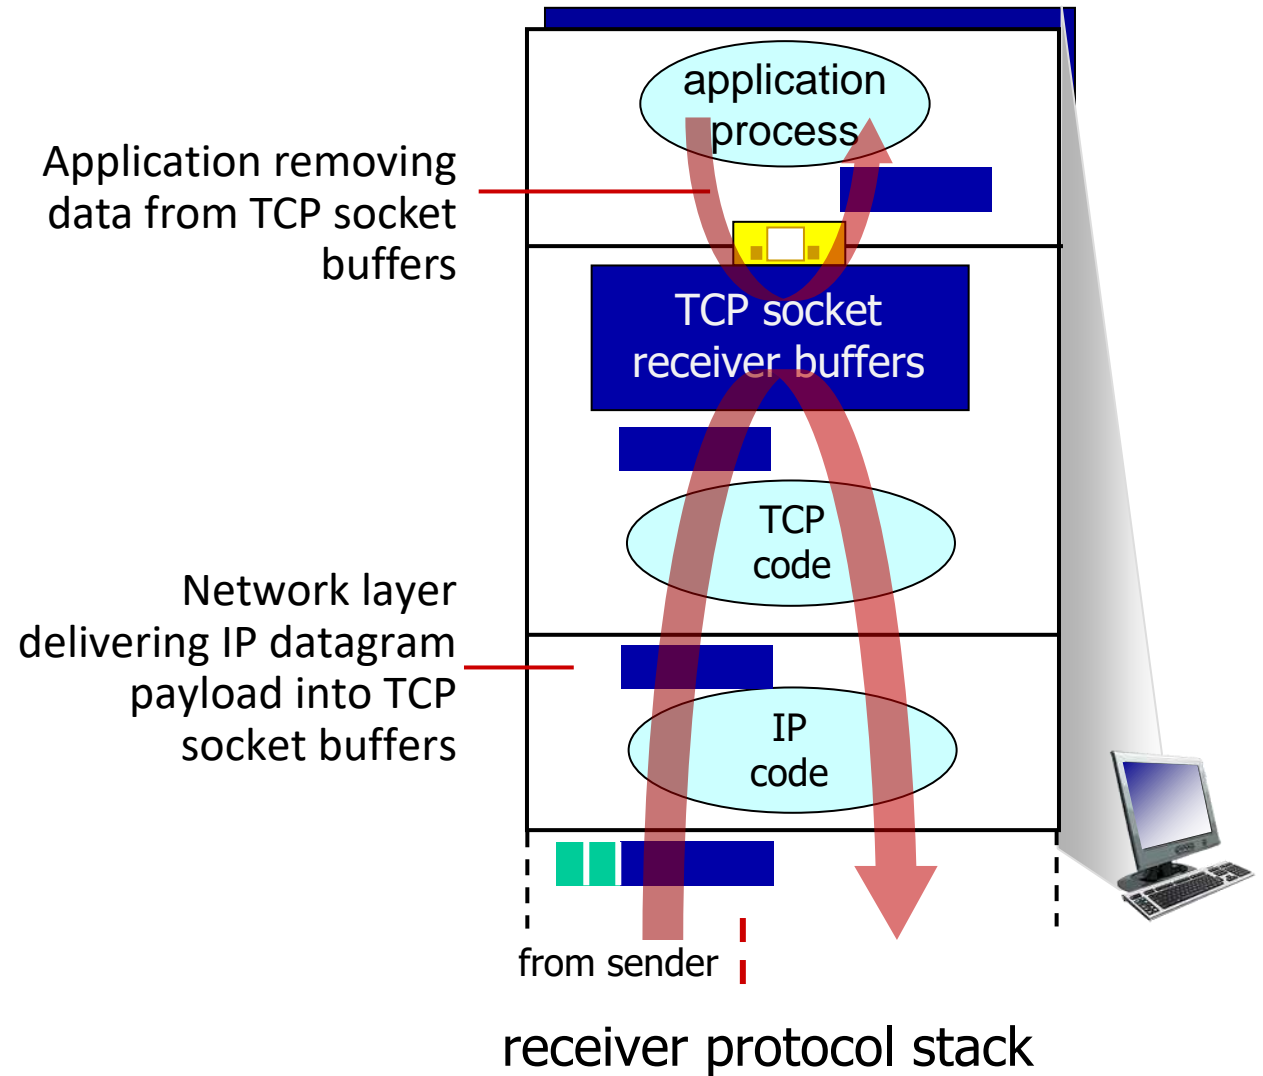 application
process
Application removing
data from TCP socket
buffers
TCP socket
receiver buffers
TCP
code
Network layer
delivering IP datagram
payload into TCP
socket buffers
IP
code
from sender
receiver protocol stack